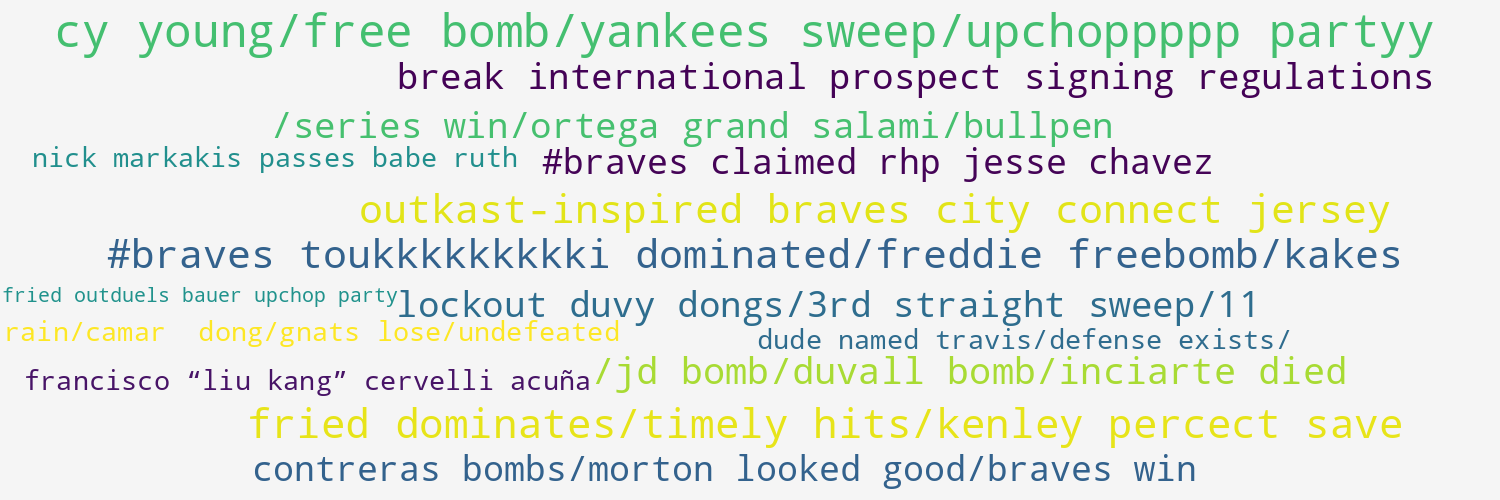 cy young/free bomb/yankees sweep/upchoppppp partyy
break international prospect signing regulations
/series win/ortega grand salami/bullpen
nick markakis passes babe ruth
#braves claimed rhp jesse chavez
outkast-inspired braves city connect jersey
#braves toukkkkkkkkkki dominated/freddie freebomb/kakes
fried outduels bauer upchop party
lockout duvy dongs/3rd straight sweep/11
rain/camar  dong/gnats lose/undefeated
dude named travis/defense exists/
francisco “liu kang” cervelli acuña
/jd bomb/duvall bomb/inciarte died
fried dominates/timely hits/kenley percect save
contreras bombs/morton looked good/braves win